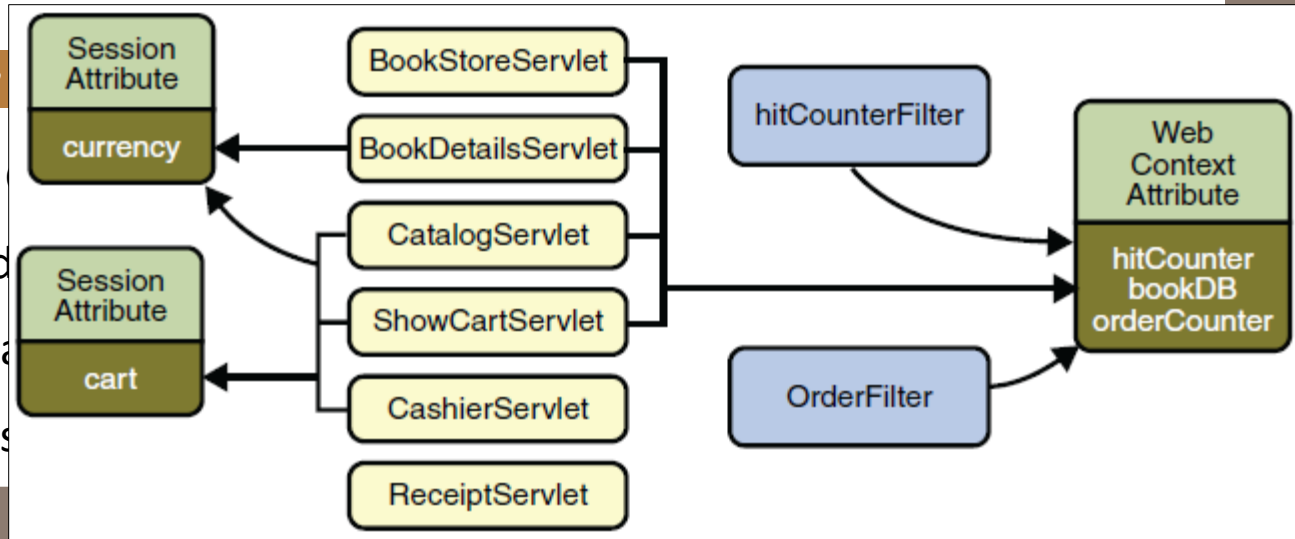 Session
Attribute
currency
Session
Attribute
cart
BookStoreServlet
BookDetailsServlet
CatalogServlet
ShowCartServlet
CashierServlet
ReceiptServlet
hitCounterFilter
OrderFilter
Web
Context
Attribute
hitCounter
bookDB
orderCounter